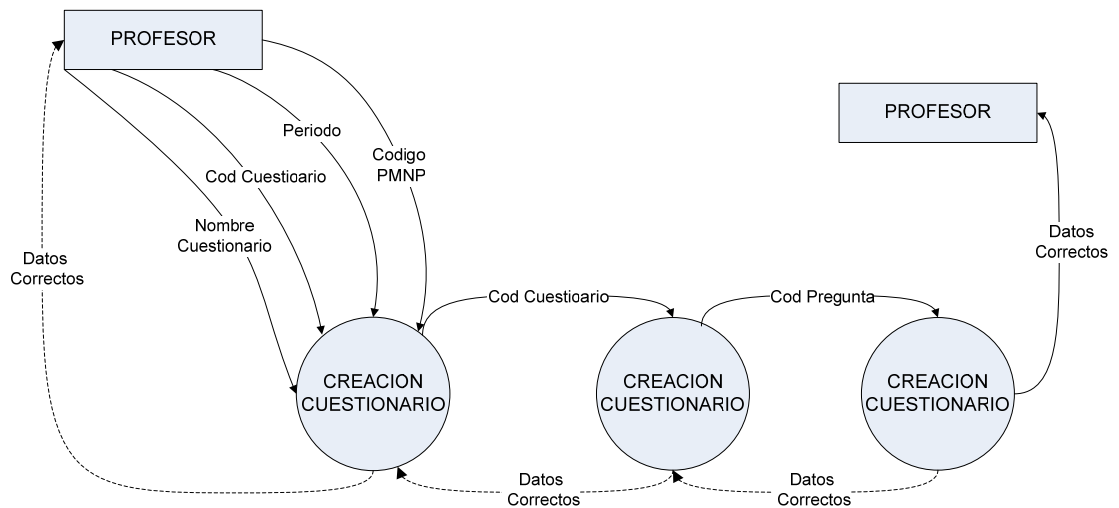 PROFESOR
PROFESOR
Periodo
Codigo
PMNP
Cod Cuestioario
Nombre
Cuestionario
Datos
Correctos
Datos
Correctos
Cod Cuestioario
Cod Pregunta
CREACION
CUESTIONARIO
CREACION
CUESTIONARIO
CREACION
CUESTIONARIO
Datos
Correctos
Datos
Correctos